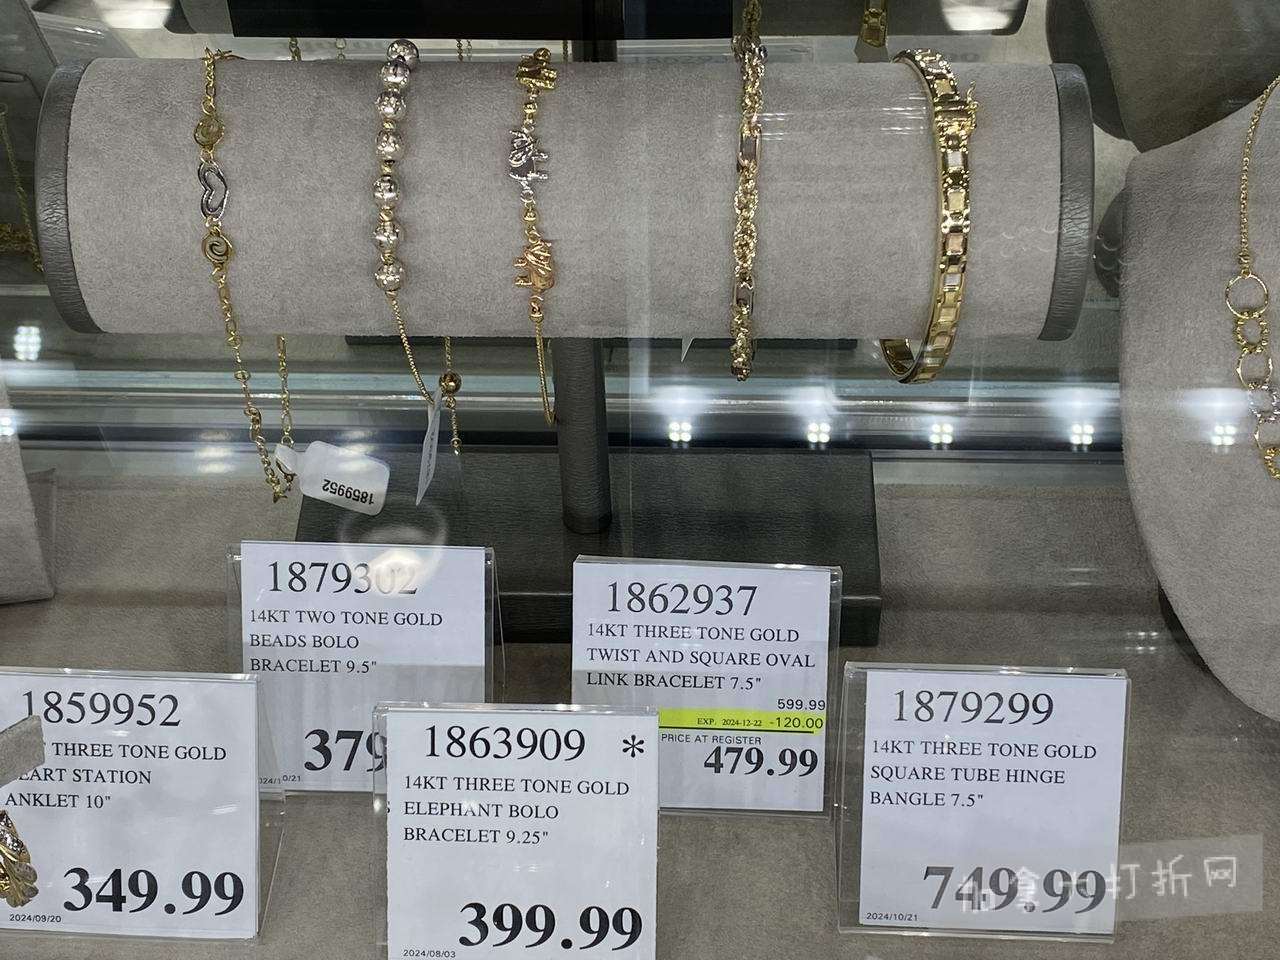 1859952
1879302
14KT TWO TONE GOLD
BEADS BOLO
BRACELET 9.5"
379
1862937
14KT THREE TONE GOLD
TWIST AND SQUARE OVAL
LINK BRACELET 7.5"
599.99
EXP. 2024-12-22 -120.00
PRICE AT REGISTER
479.99
1859952
THREE TONE GOLD
EART STATION
ANKLET 10"
349.99
2024/09/20
1863909 *
14KT THREE TONE GOLD
ELEPHANT BOLO
BRACELET 9.25"
399.99
2024/08/03
1879299
14KT THREE TONE GOLD
SQUARE TUBE HINGE
BANGLE 7.5"
749.99
2024/10/21
加拿大打折网